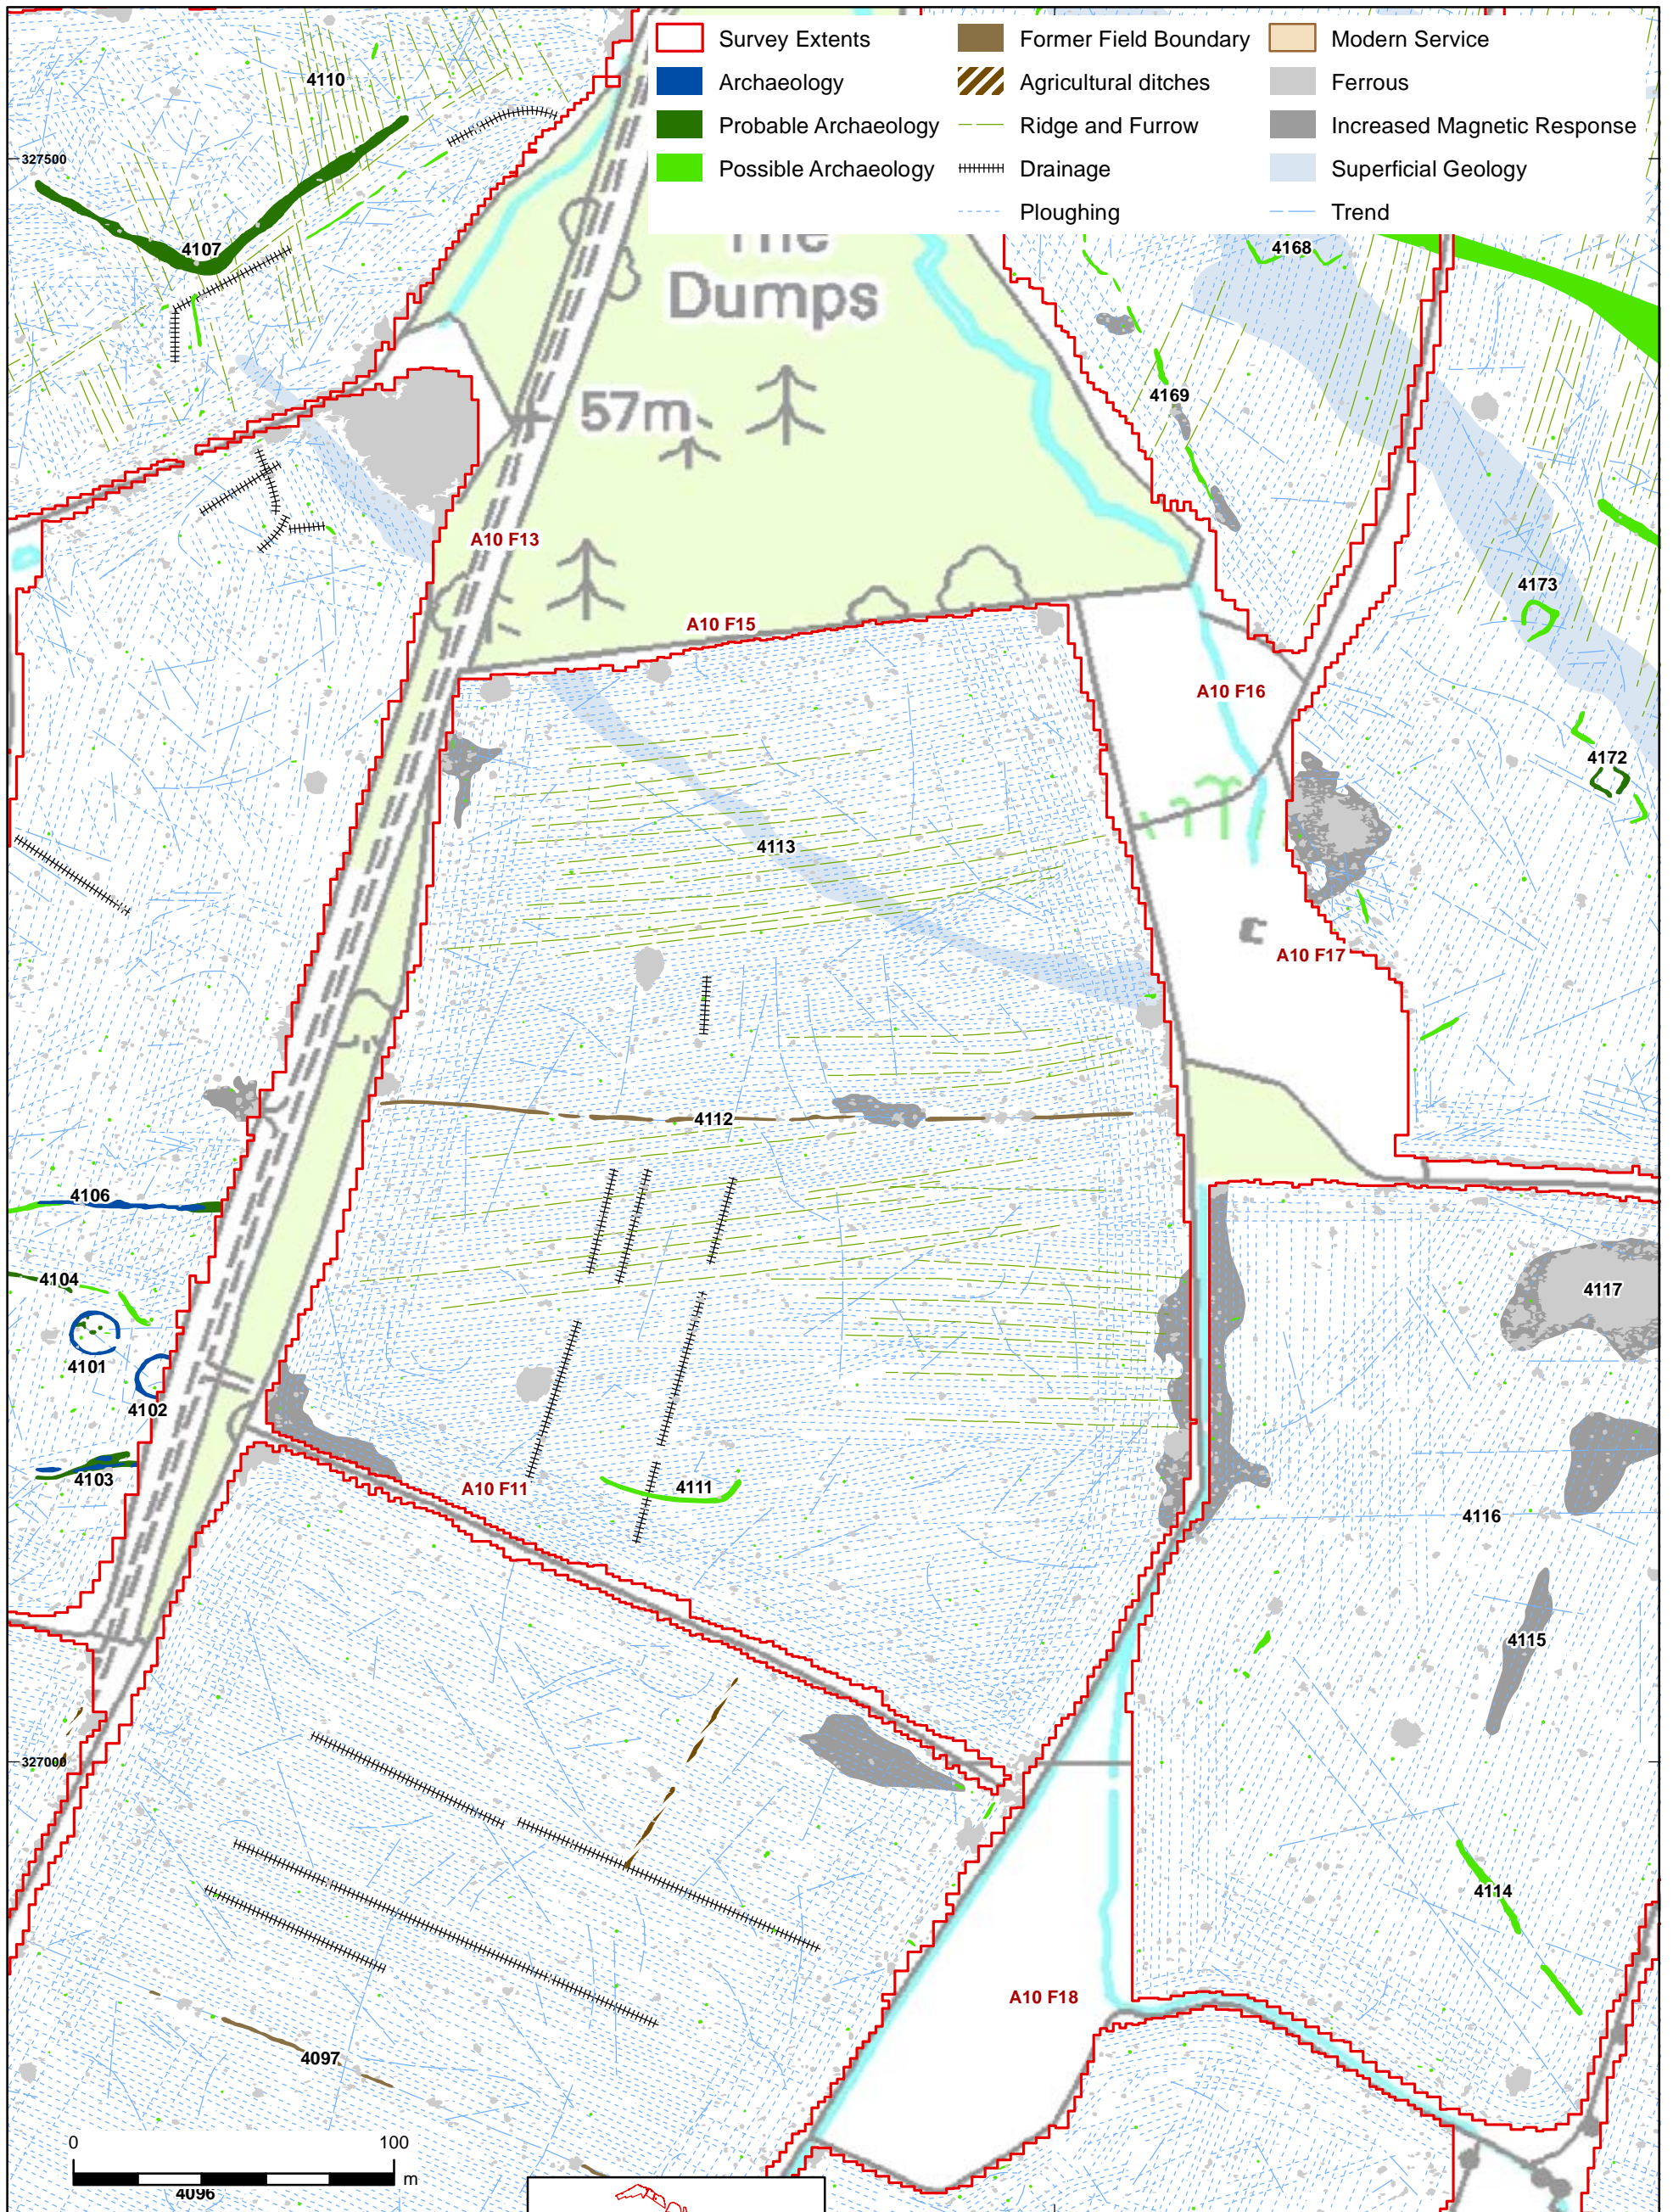 Survey Extents
Archaeology
Probable Archaeology
Possible Archaeology
Former Field Boundary
Agricultural ditches
Ridge and Furrow
Drainage
Ploughing
Modern Service
Ferrous
Increased Magnetic Response
Superficial Geology
Trend
4110
327500
4107
The
Dumps
4168
57m
4169
A10 F13
4173
A10 F15
A10 F16
4172
4113
A10 F17
4112
4106
4104
4117
4101
4102
4103
A10 F11
4111
4116
4115
327000
4114
A10 F18
4097
0 100
m
4096